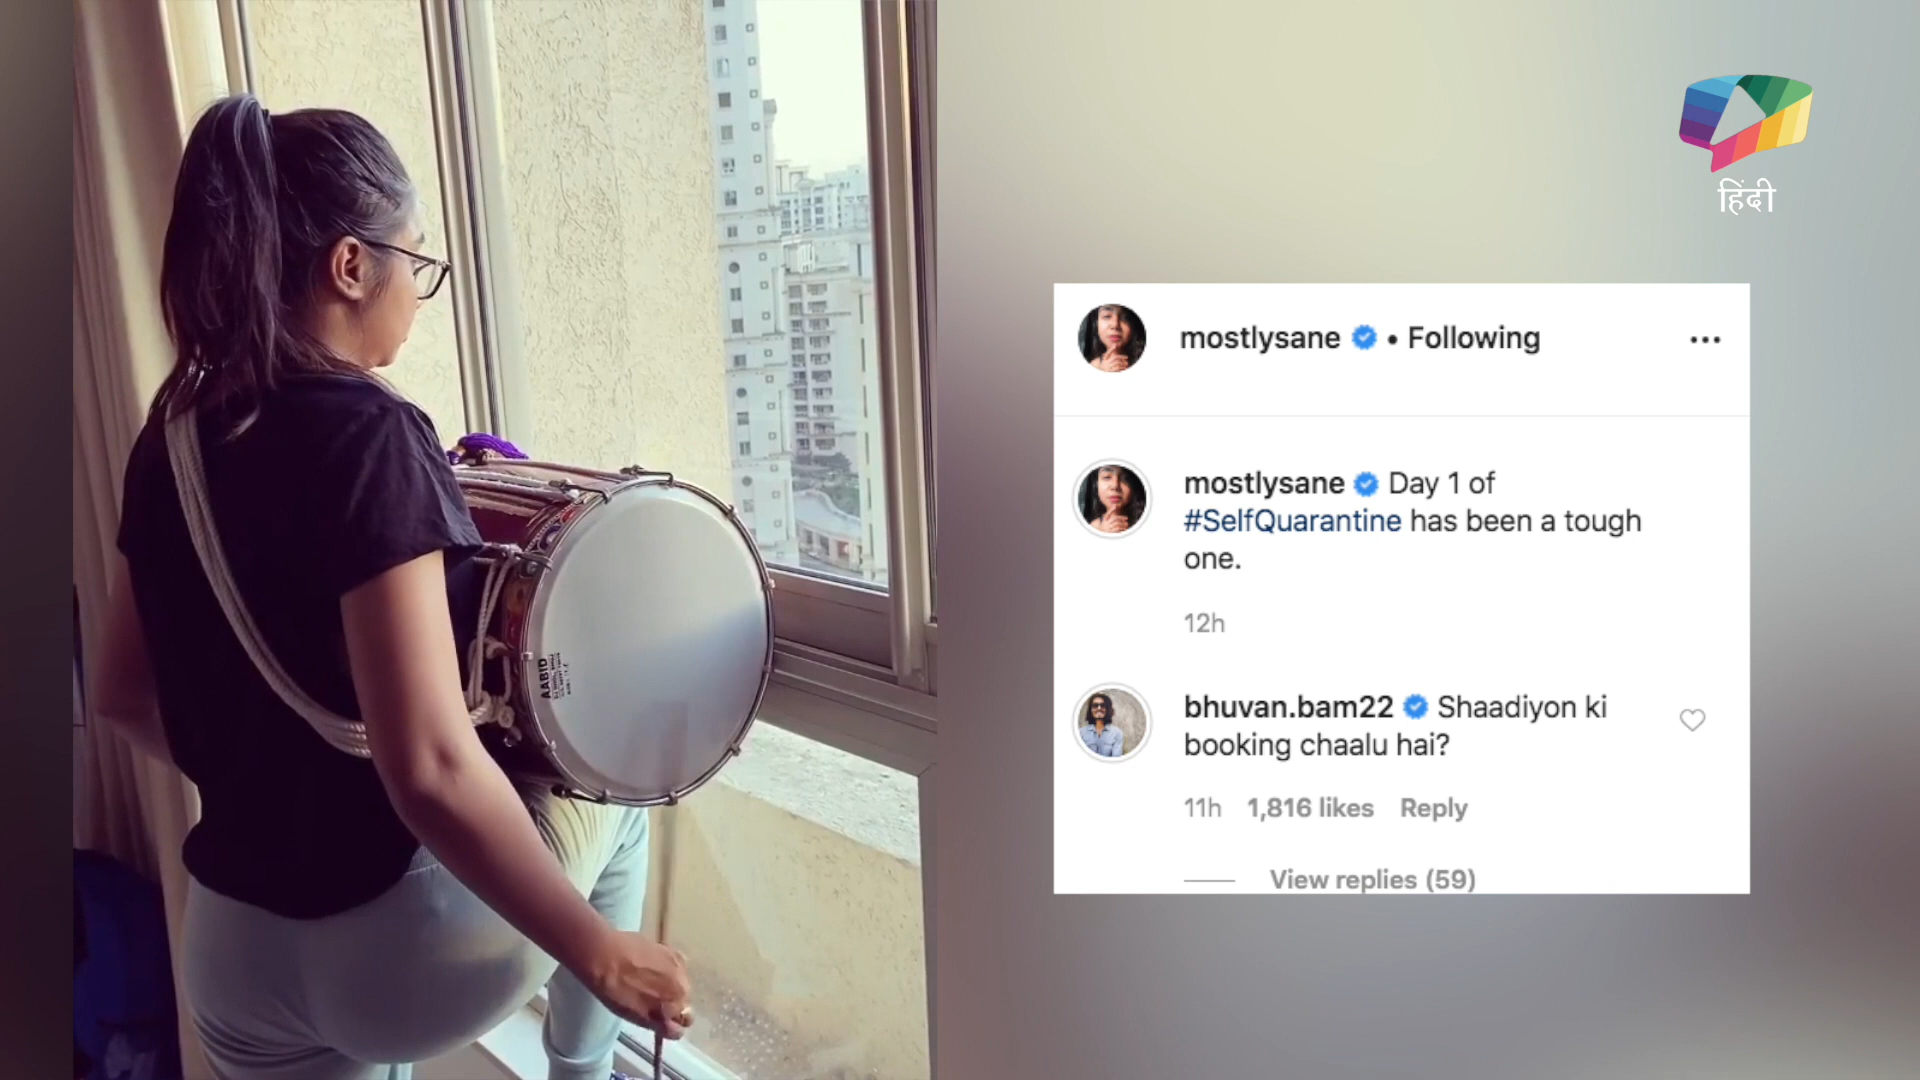 हिंदी
mostlysane • Following
mostlysane Day 1 of
#SelfQuarantine has been a tough
one.
12h
bhuvan.bam22 Shaadiyon ki
booking chaalu hai?
11h 1,816 likes Reply
View replies (59)
AABID